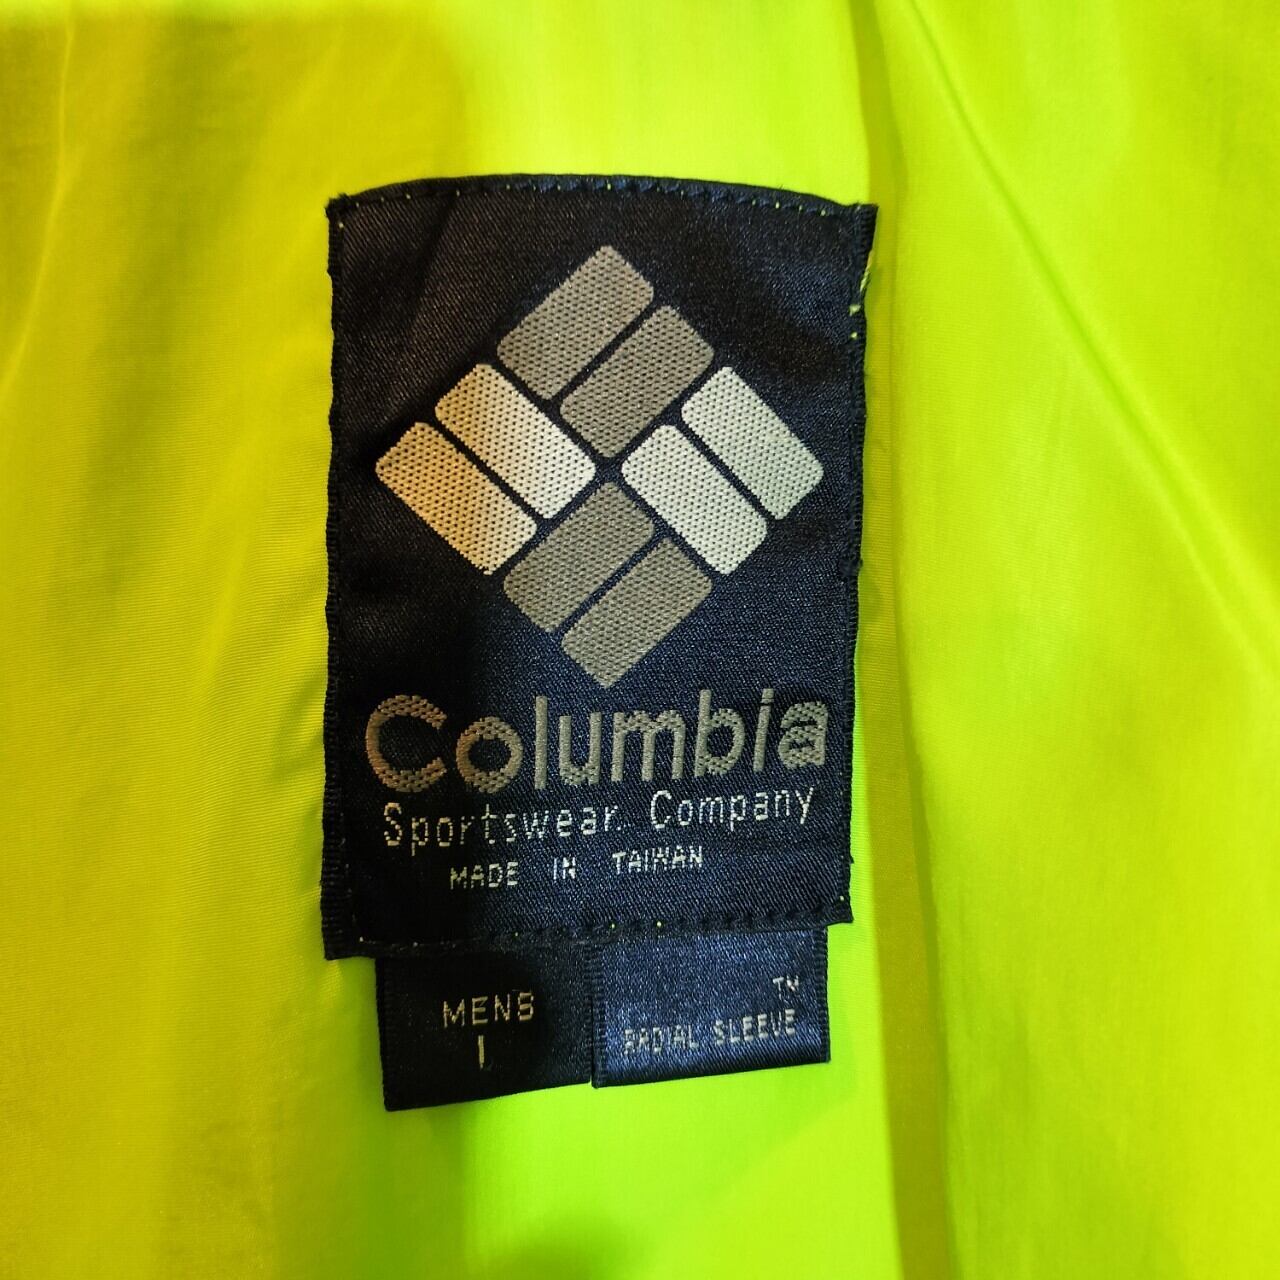 Columbia
Sportswear Company
MADE IN TAIWAN
MENS
TM
RADIAL SLEEVE